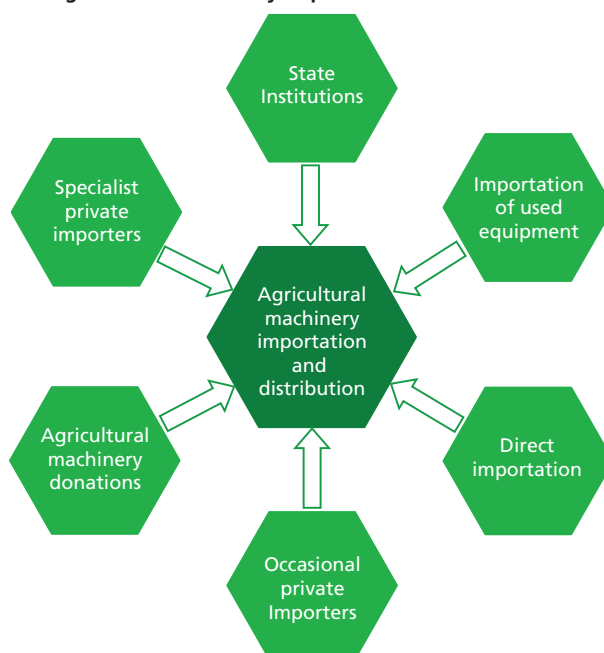 State
Institutions
Specialist
private
importers
Importation
of used
equipment
Agricultural
machinery
importation
and
distribution
Agricultural
machinery
donations
Direct
importation
Occasional
private
Importers